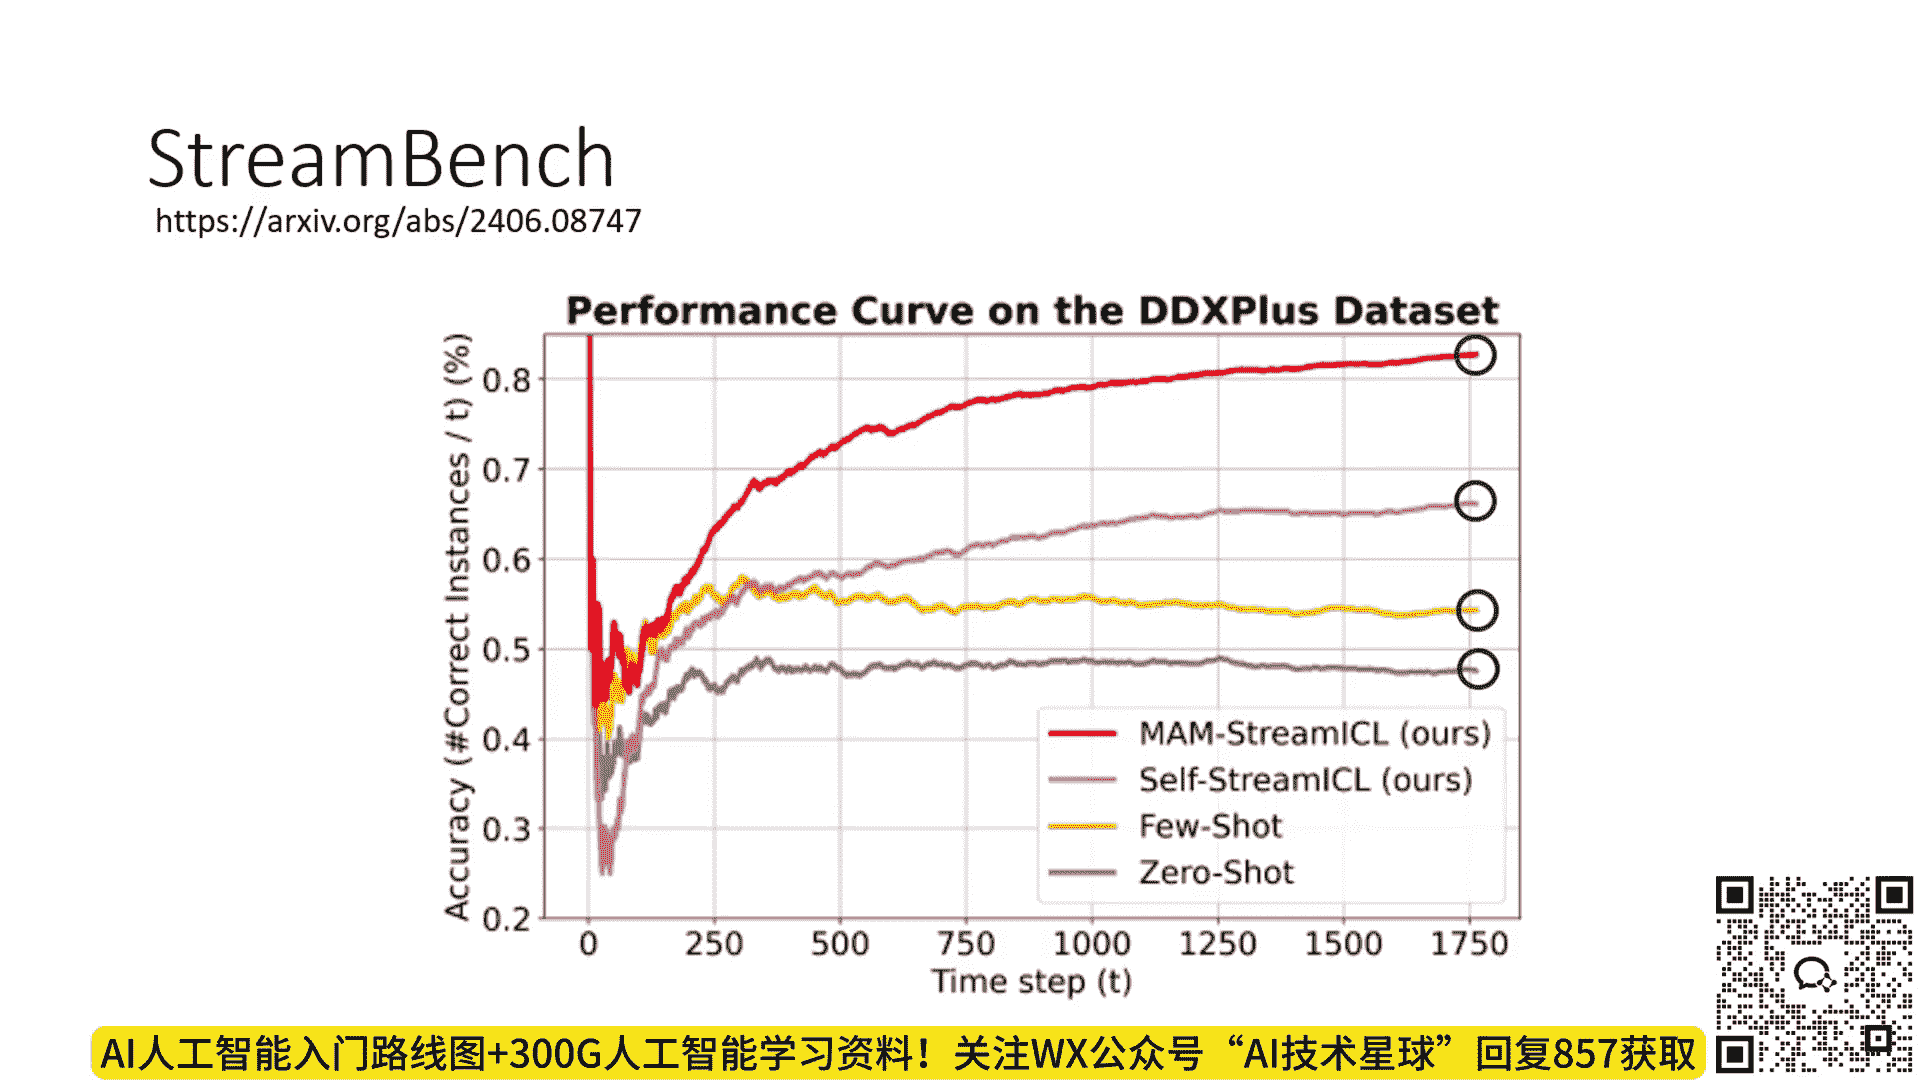 StreamBench
https://arxiv.org/abs/2406.08747
Performance Curve on the DDXPlus Dataset
Accuracy (#Correct Instances / t) (%)
0.8
0.7
0.6
0.5
0.4
0.3
0.2
MAM-StreamICL (ours)
Self-StreamICL (ours)
Few-Shot
Zero-Shot
0 250 500 750 1000 1250 1500 1750
Time step (t)
AI人工智能入门路线图+300G人工智能学习资料！关注WX公众号“AI技术星球”回复857获取